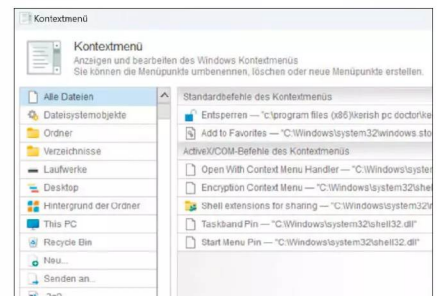 Kontextmenü
Kontextmenü
Anzeigen und bearbeiten des Windows Kontextmenüs
Sie können die Menüpunkte umbenennen, löschen oder neue Menüpunkte erstellen.
Alle Dateien
Dateisystemobjekte
Ordner
Verzeichnisse
Laufwerke
Desktop
Hintergrund der Ordner
This PC
Recycle Bin
Neu...
Senden an...
Standardbefehle des Kontextmenüs
Entsperren — "c:\program files (x86)\kerish pc doctor\ke
Add to Favorites — "C:\Windows\system32\windows.sto
ActiveX/COM-Befehle des Kontextmenüs
Open With Context Menu Handler — "C:\Windows\syste
Encryption Context Menu — "C:\Windows\system32\shel
Shell extensions for sharing — "C:\Windows\system32\
Taskband Pin — "C:\Windows\system32\shell32.dll"
Start Menu Pin — "C:\Windows\system32\shell32.dll"